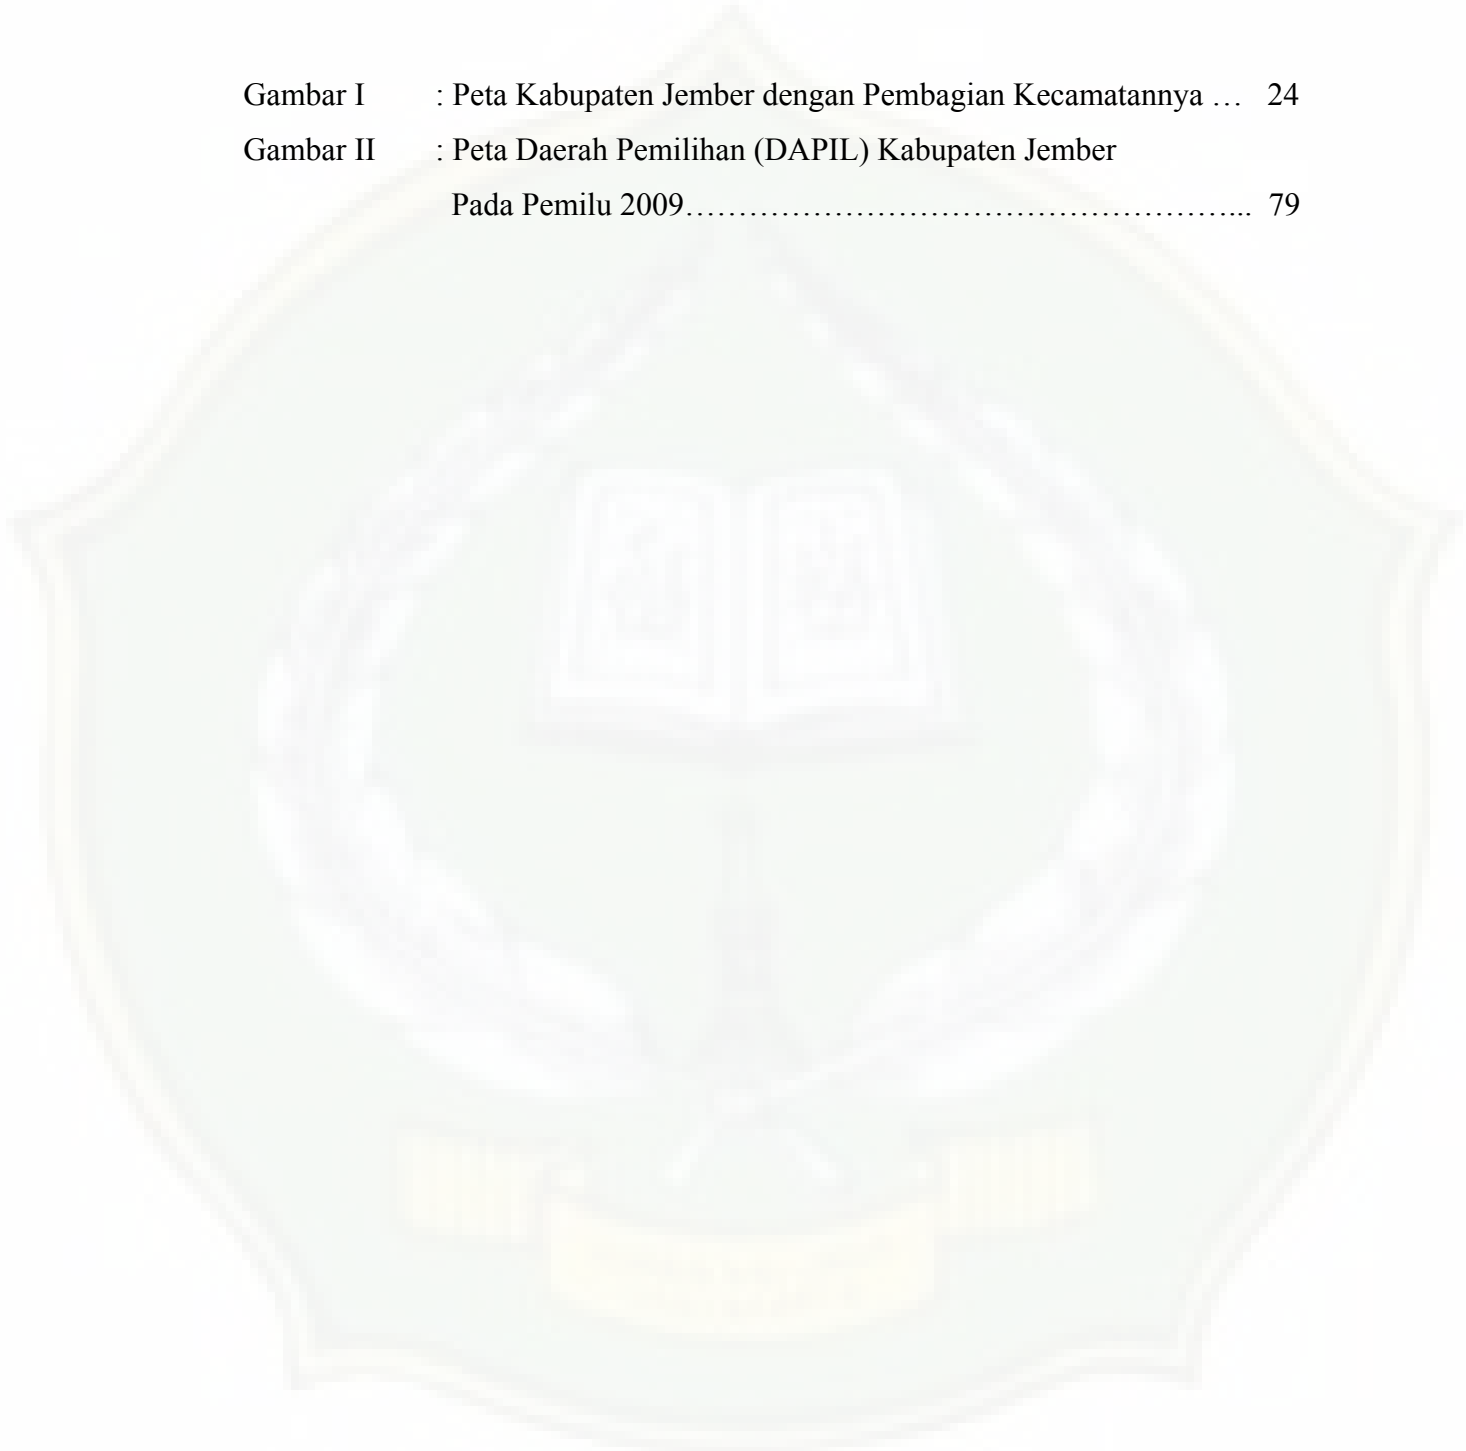 Gambar I : Peta Kabupaten Jember dengan Pembagian Kecamatannya … 24
Gambar II : Peta Daerah Pemilihan (DAPIL) Kabupaten Jember
Pada Pemilu 2009……………………………………………... 79